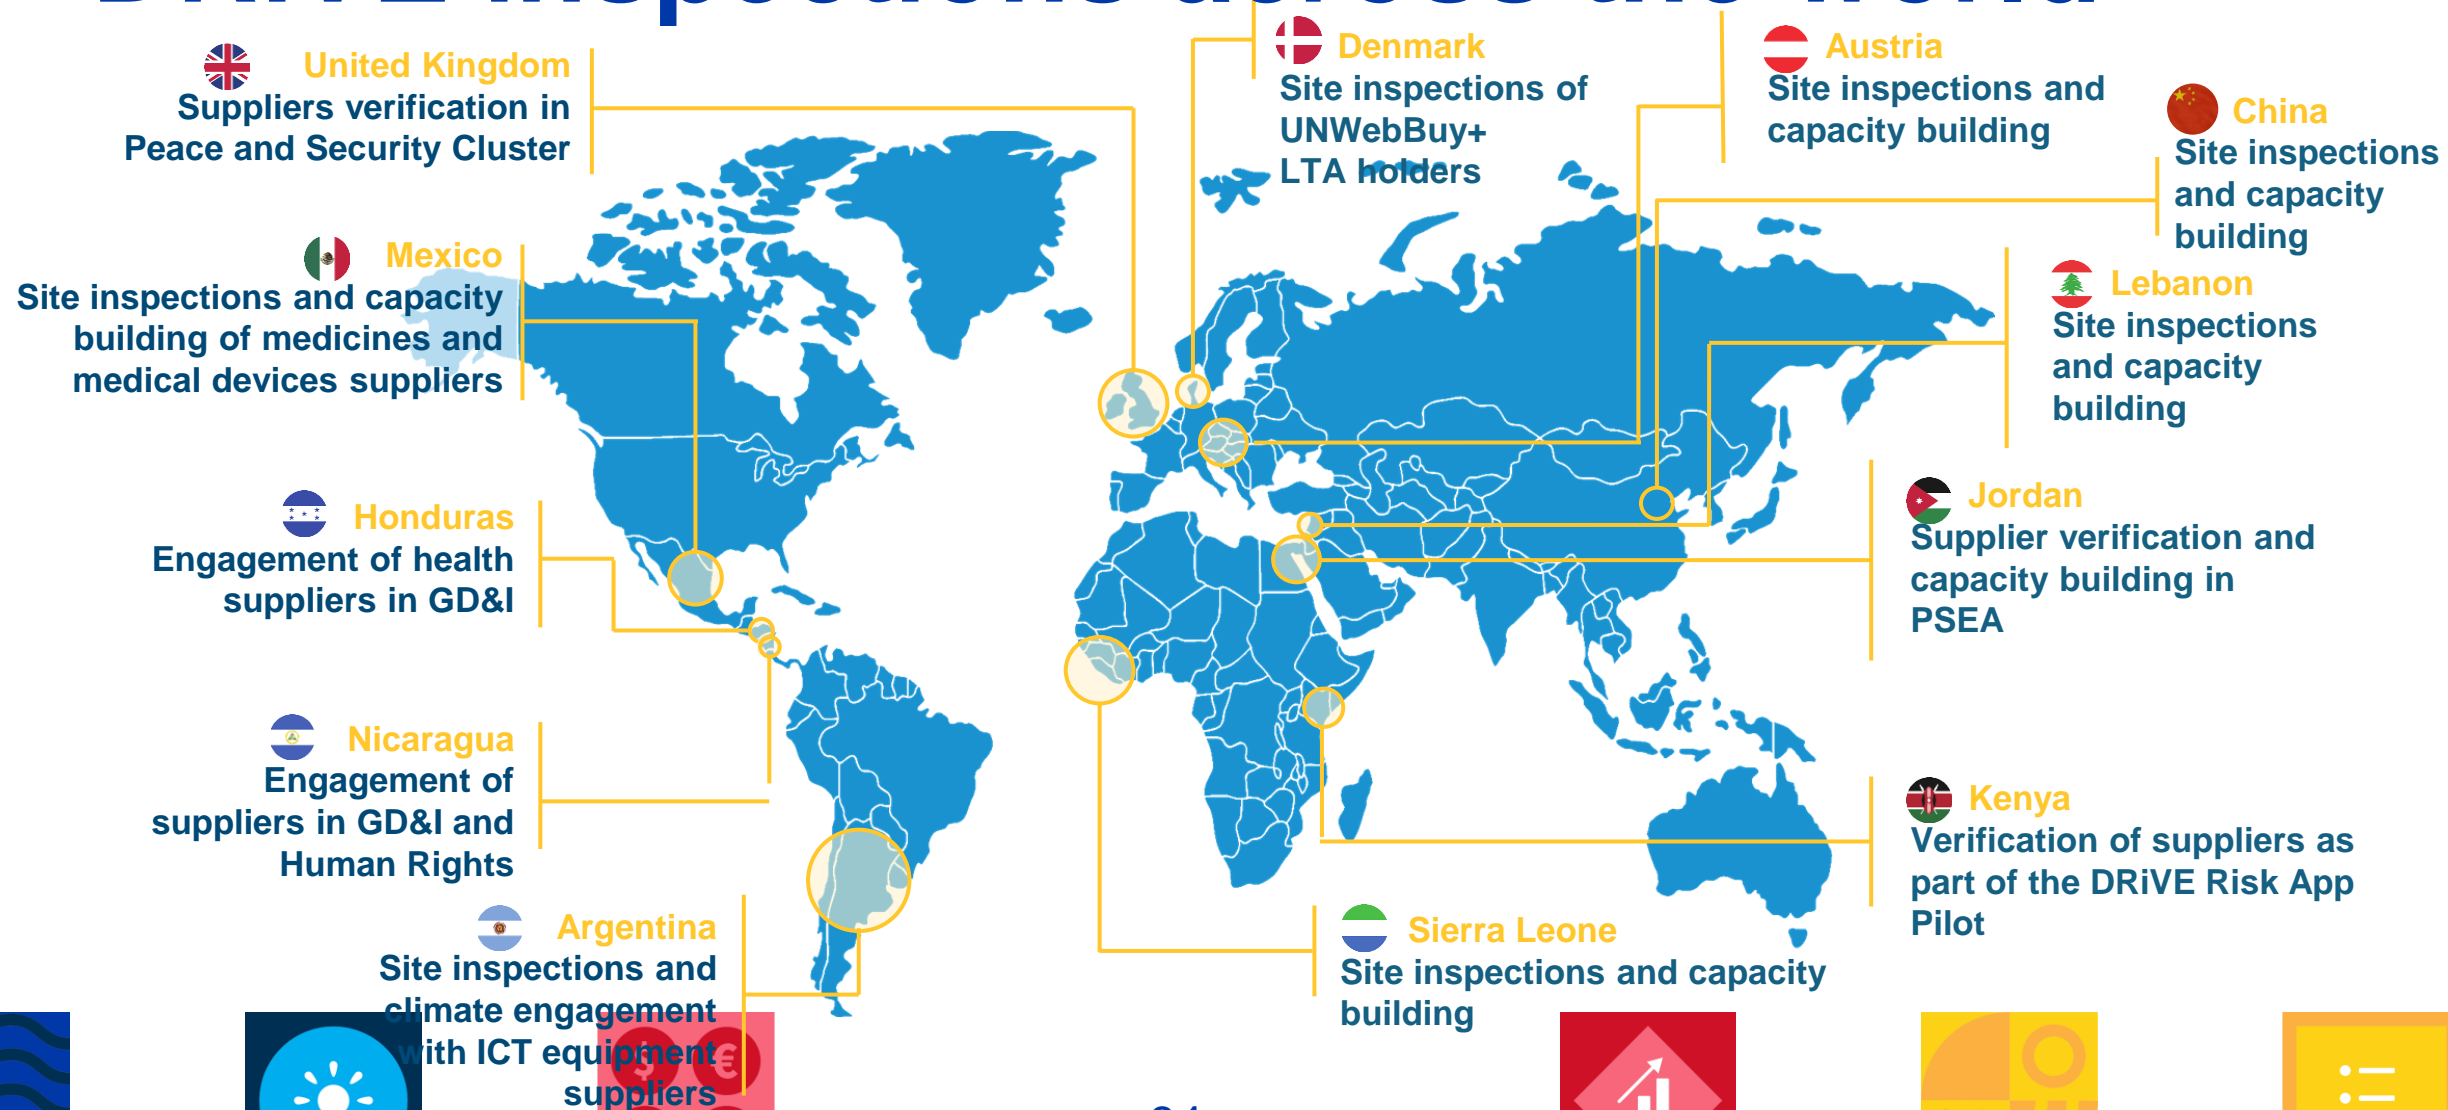 DRiVE inspections across the world
United Kingdom
Suppliers verification in
Peace and Security Cluster
Denmark
Site inspections of
UNWebBuy+
LTA holders
Austria
Site inspections and
capacity building
China
Site inspections
and capacity
building
Mexico
Site inspections and capacity
building of medicines and
medical devices suppliers
Lebanon
Site inspections
and capacity
building
Honduras
Engagement of health
suppliers in GD&I
Jordan
Supplier verification and
capacity building in
PSEA
Nicaragua
Engagement of
suppliers in GD&I and
Human Rights
Kenya
Verification of suppliers as
part of the DRiVE Risk App
Pilot
Argentina
Site inspections and
climate engagement
with ICT equipment
suppliers
Sierra Leone
Site inspections and capacity
building
$ €